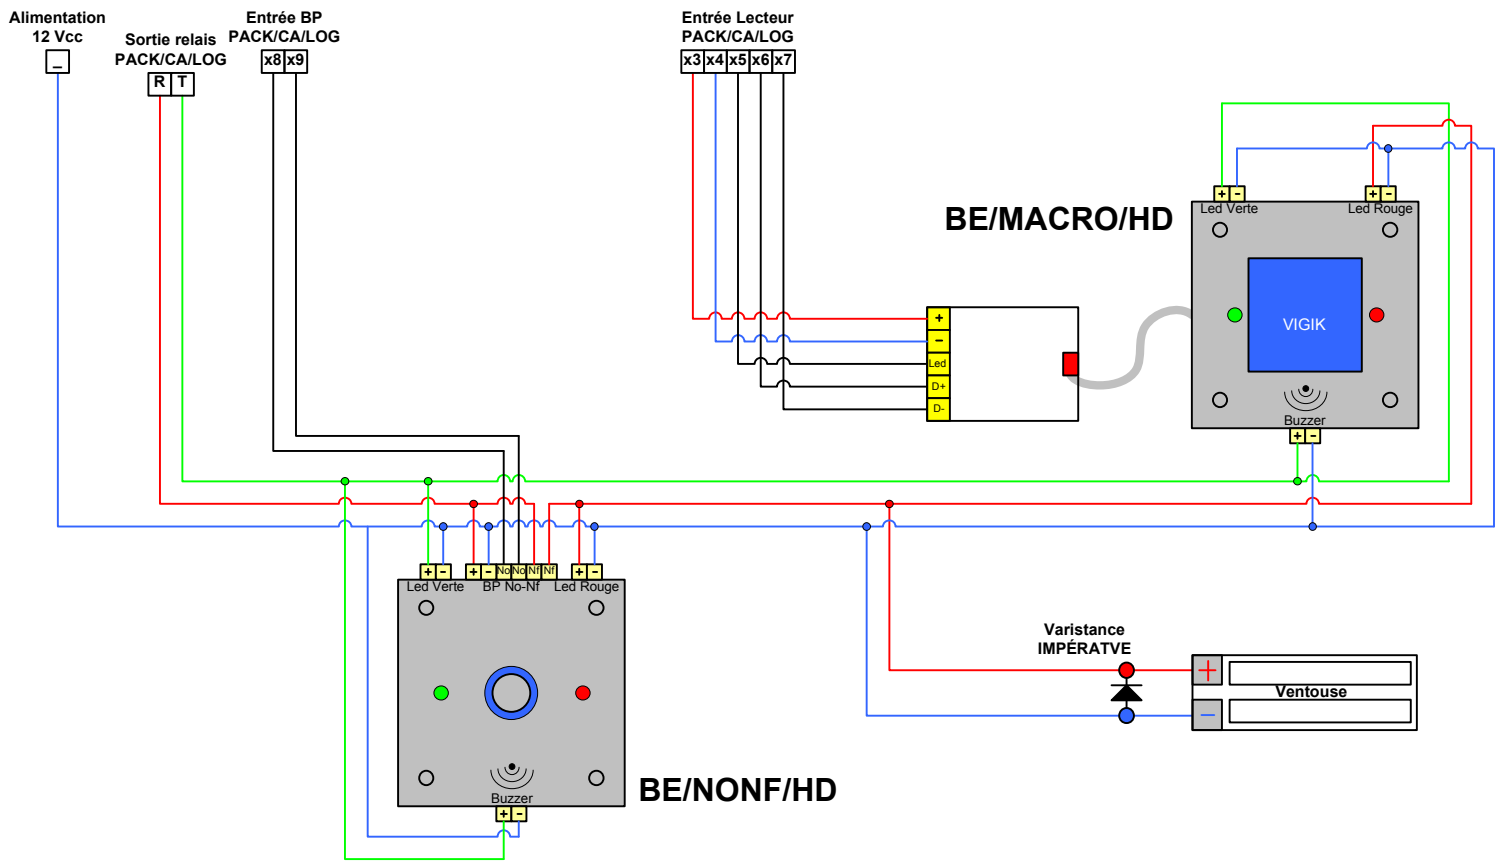 Alimentation
12 Vcc
_
Sortie relais
PACK/CA/LOG
R T
Entrée BP
PACK/CA/LOG
x8 x9
Entrée Lecteur
PACK/CA/LOG
x3 x4 x5 x6 x7
BE/MACRO/HD
+ - + -
Led Verte Led Rouge
VIGIK
Buzzer
+ -
+
-
Led
D+
D-
+ - + - No No Nf Nf + -
Led Verte BP No-Nf Led Rouge
Buzzer
+ -
BE/NONF/HD
Varistance
IMPÉRATVE
+
Ventouse
-